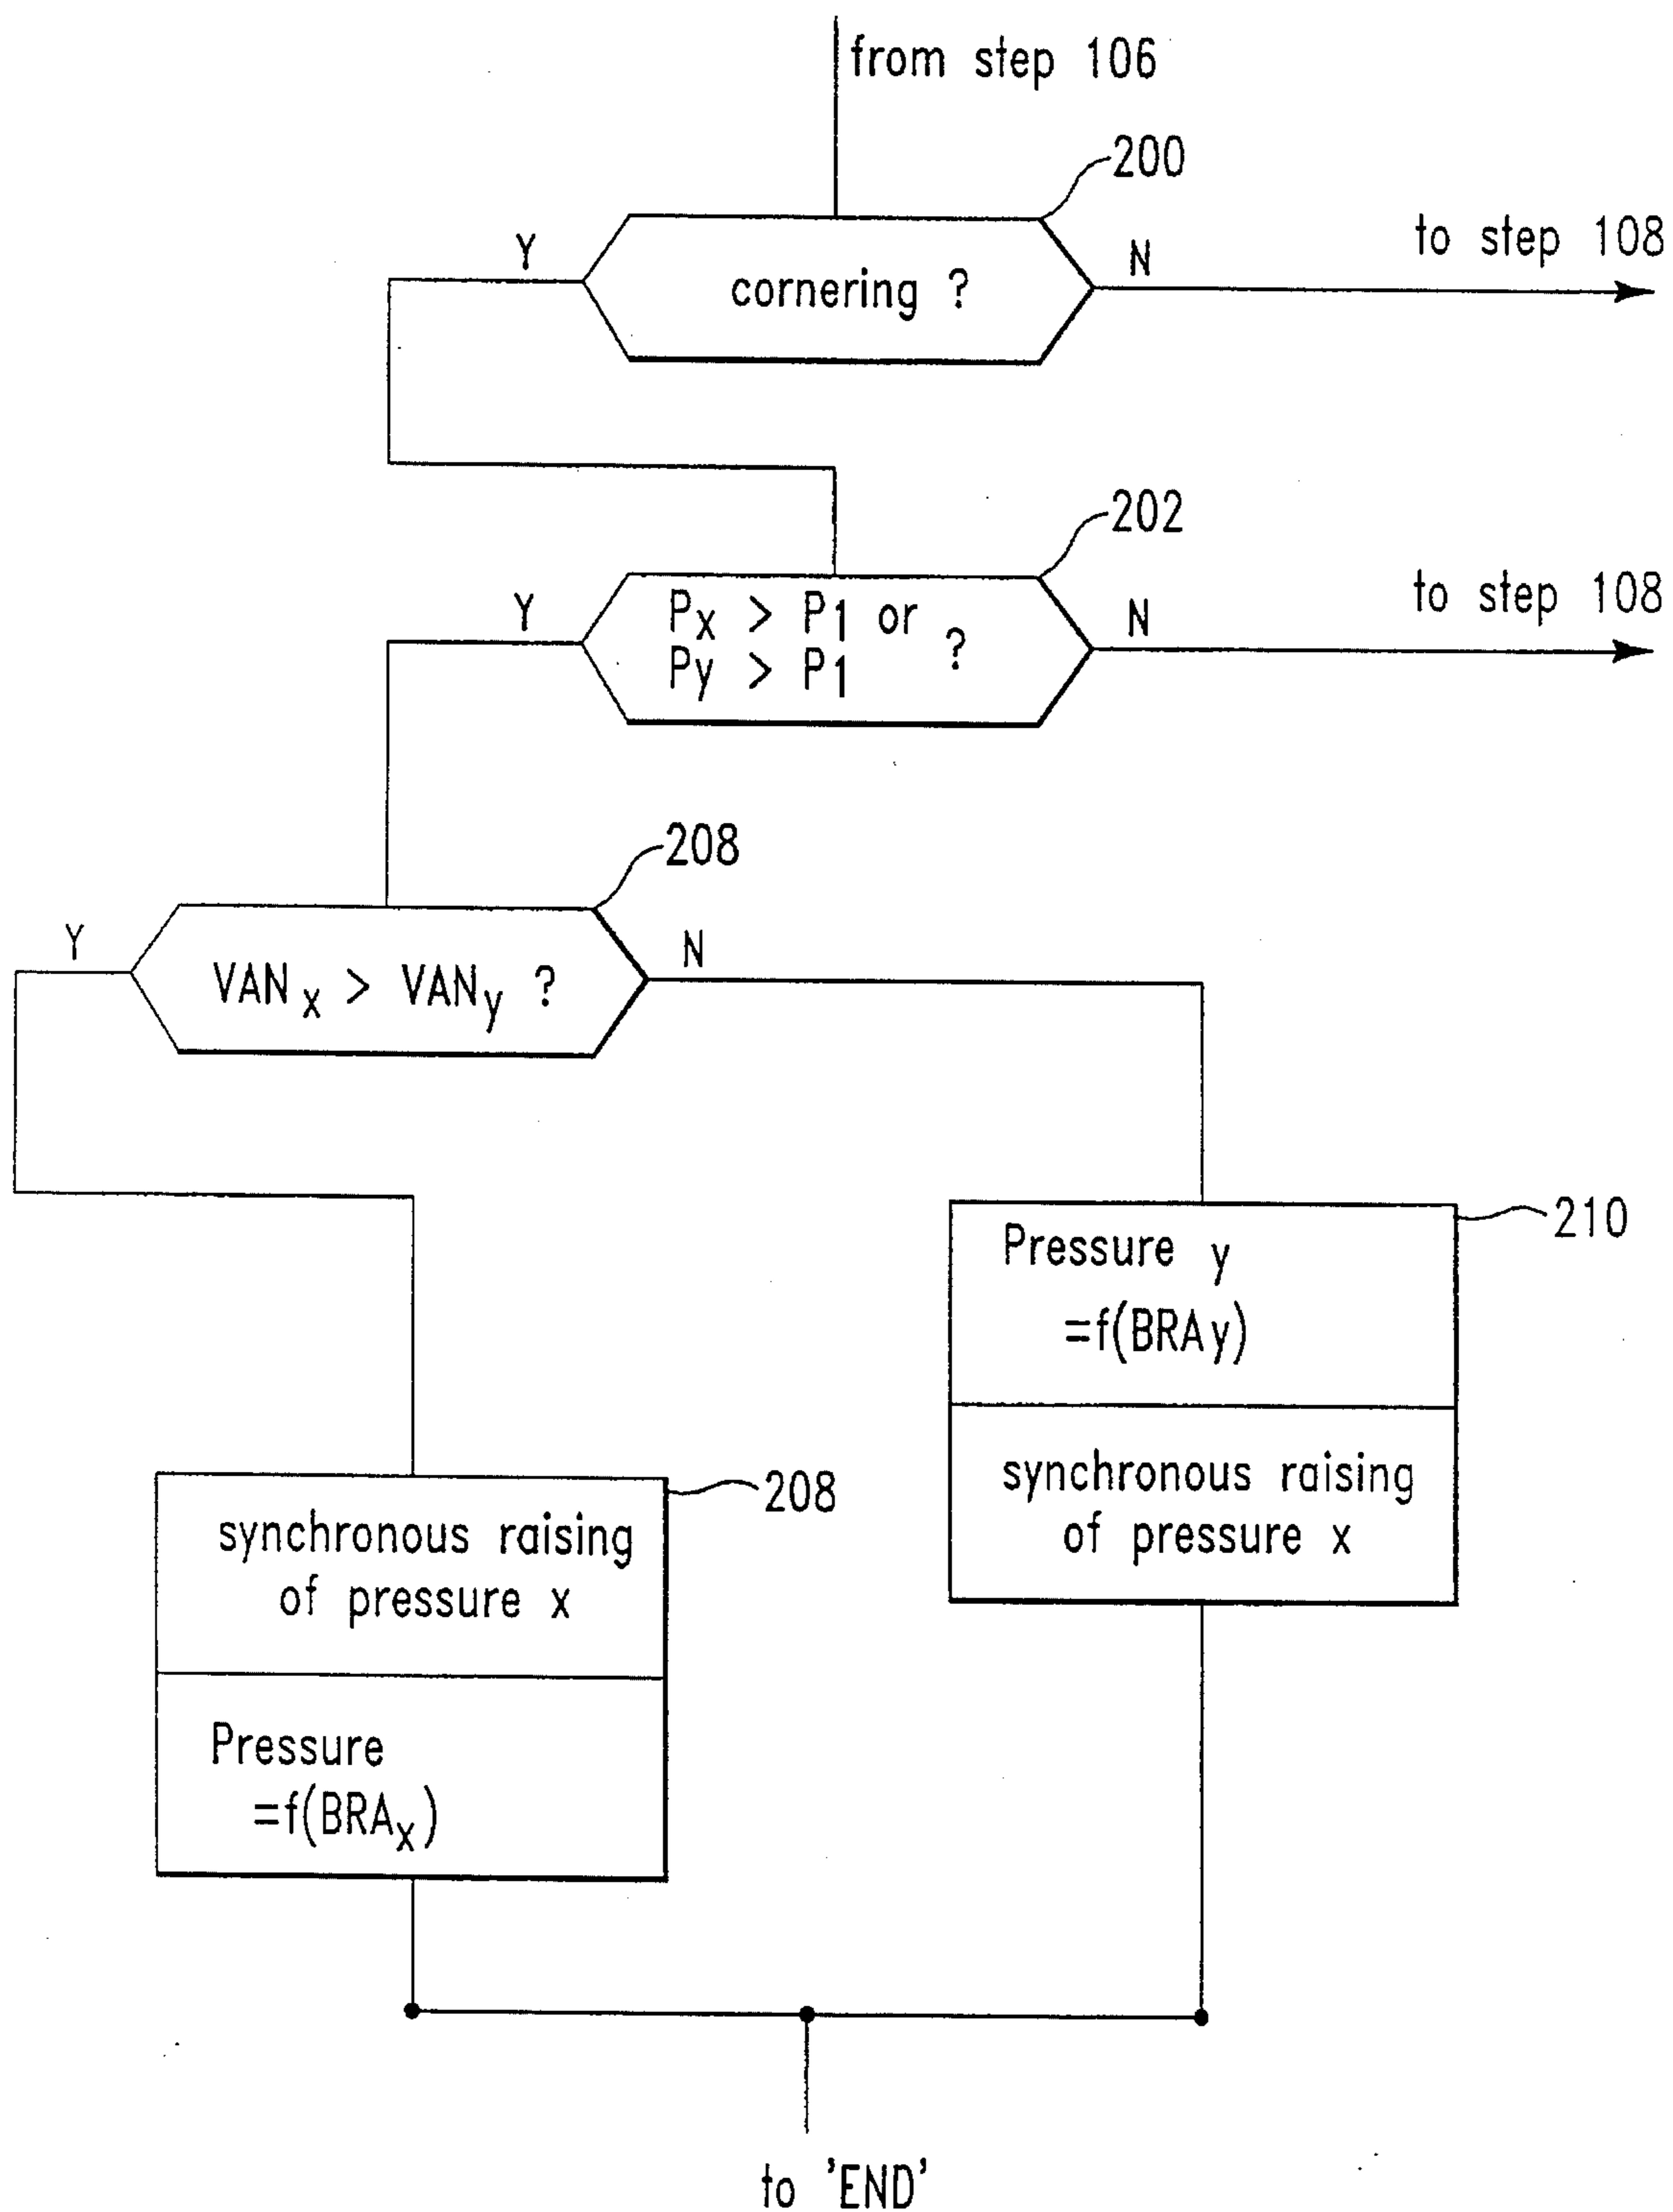 from step 106
200
Y
cornering ?
N
to step 108
202
Y
Px > P1 or
Py > P1
?
N
to step 108
208
Y
VANx > VANy ?
N
210
Pressure y
=f(BRAy)
synchronous raising
of pressure x
208
synchronous raising
of pressure x
Pressure
=f(BRAx)
to 'END'